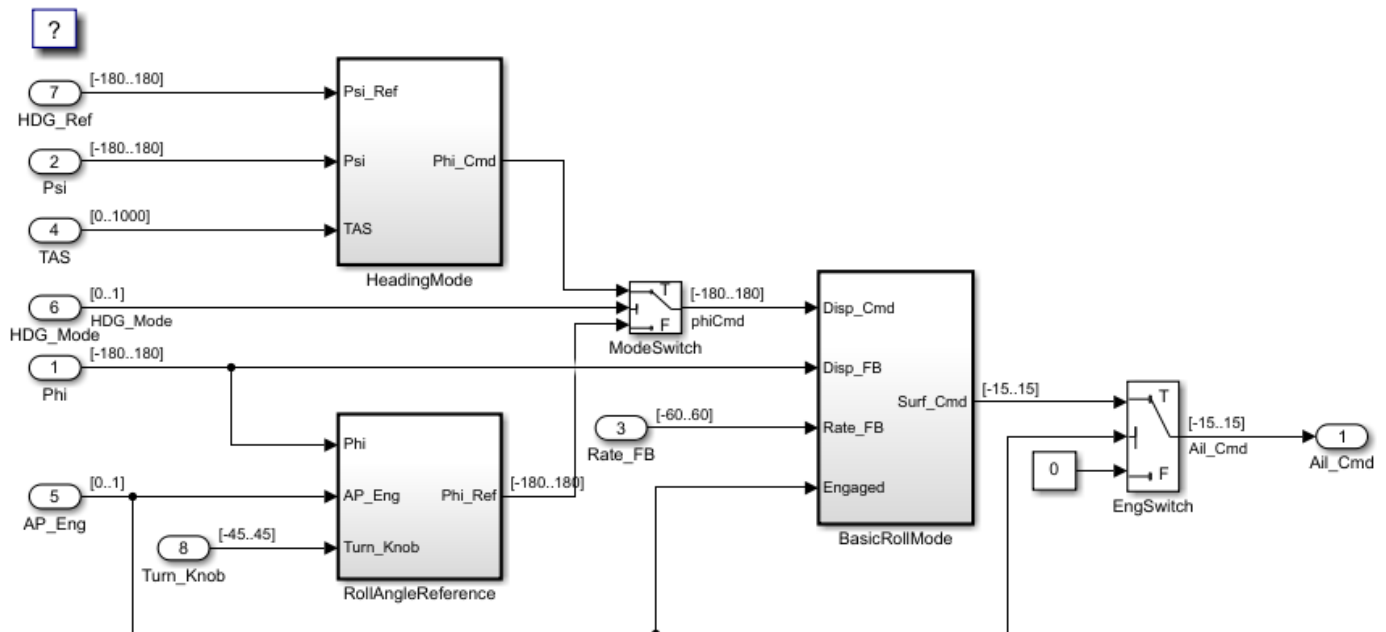 ?
[-180..180]
7
HDG_Ref
Psi_Ref
[-180..180]
2
Psi
Psi
Phi_Cmd
[0..1000]
4
TAS
TAS
HeadingMode
[0..1]
6
HDG_Mode
HDG_Mode
T
F
ModeSwitch
[-180..180]
phiCmd
Disp_Cmd
[-180..180]
1
Phi
Disp_FB
Phi
[-60..60]
3
Rate_FB
Rate_FB
Surf_Cmd
[-15..15]
T
F
0
EngSwitch
[-15..15]
Ail_Cmd
1
Ail_Cmd
[0..1]
5
AP_Eng
AP_Eng
Phi_Ref
[-180..180]
Engaged
BasicRollMode
[-45..45]
8
Turn_Knob
Turn_Knob
RollAngleReference